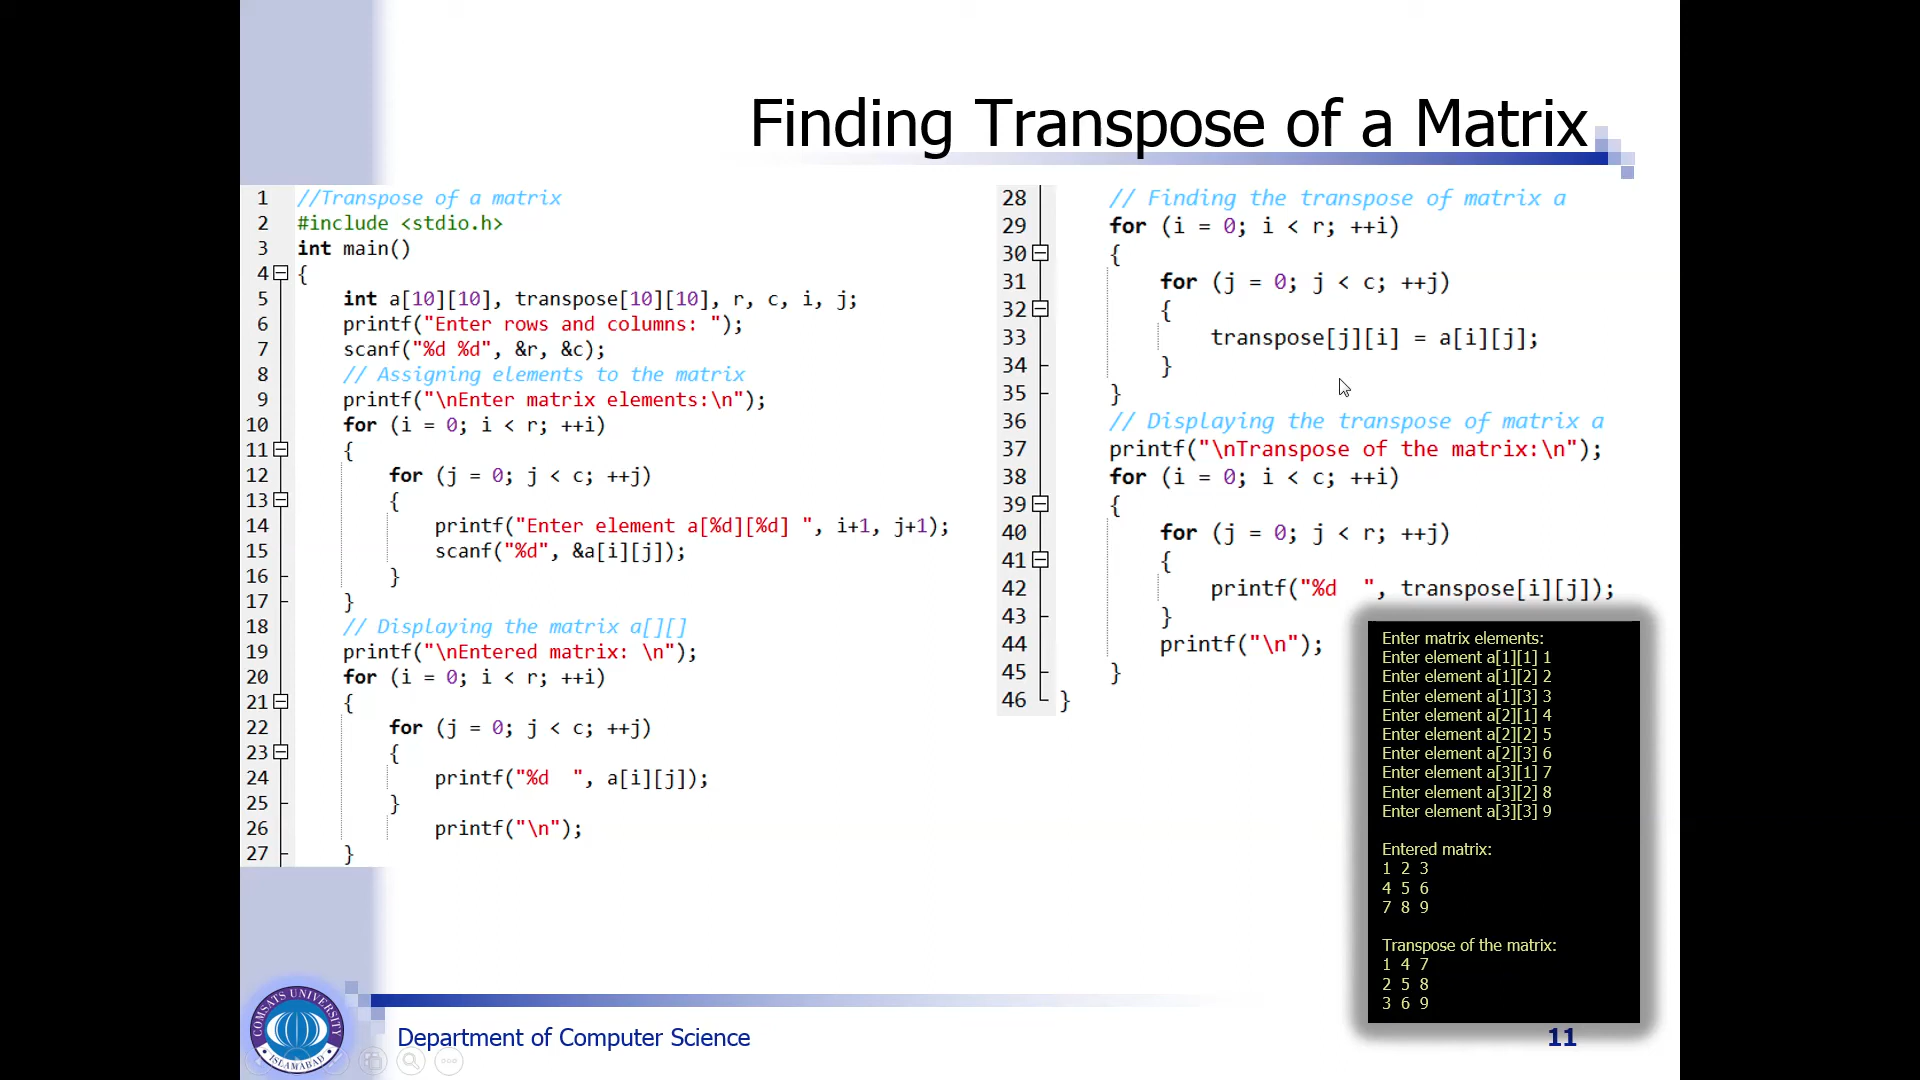 Finding Transpose of a Matrix
1 //Transpose of a matrix
2 #include <stdio.h>
3 int main()
4 {
5 int a[10][10], transpose[10][10], r, c, i, j;
6 printf("Enter rows and columns: ");
7 scanf("%d %d", &r, &c);
8 // Assigning elements to the matrix
9 printf("\nEnter matrix elements:\n");
10 for (i = 0; i < r; ++i)
11 {
12 for (j = 0; j < c; ++j)
13 {
14 printf("Enter element a[%d][%d] ", i+1, j+1);
15 scanf("%d", &a[i][j]);
16 }
17 }
18 // Displaying the matrix a[][]
19 printf("\nEntered matrix: \n");
20 for (i = 0; i < r; ++i)
21 {
22 for (j = 0; j < c; ++j)
23 {
24 printf("%d  ", a[i][j]);
25 }
26 printf("\n");
27 }
28 // Finding the transpose of matrix a
29 for (i = 0; i < r; ++i)
30 {
31 for (j = 0; j < c; ++j)
32 {
33 transpose[j][i] = a[i][j];
34 }
35 }
36 // Displaying the transpose of matrix a
37 printf("\nTranspose of the matrix:\n");
38 for (i = 0; i < c; ++i)
39 {
40 for (j = 0; j < r; ++j)
41 {
42 printf("%d  ", transpose[i][j]);
43 }
44 printf("\n");
45 }
46 }
Enter matrix elements:
Enter element a[1][1] 1
Enter element a[1][2] 2
Enter element a[1][3] 3
Enter element a[2][1] 4
Enter element a[2][2] 5
Enter element a[2][3] 6
Enter element a[3][1] 7
Enter element a[3][2] 8
Enter element a[3][3] 9
Entered matrix:
1 2 3
4 5 6
7 8 9
Transpose of the matrix:
1 4 7
2 5 8
3 6 9
COMSATS UNIVERSITY
ISLAMABAD
Department of Computer Science
11